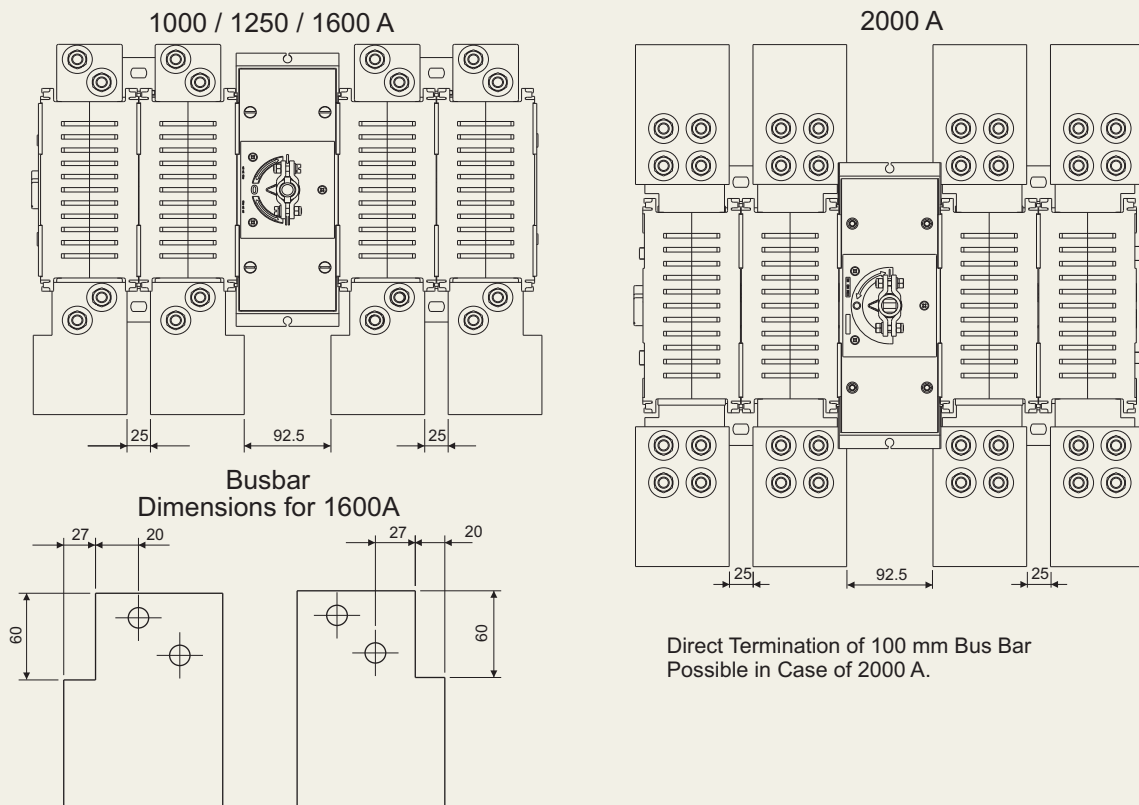 1000 / 1250 / 1600 A
2000 A
25
92.5
25
Busbar
Dimensions for 1600A
27
20
27
20
60
60
25
92.5
25
Direct Termination of 100 mm Bus Bar
Possible in Case of 2000 A.